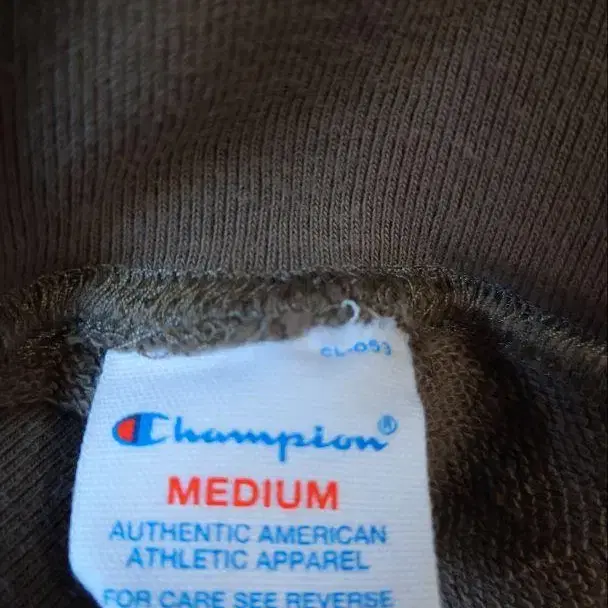 CL-053
Champion®
MEDIUM
AUTHENTIC AMERICAN
ATHLETIC APPAREL
FOR CARE SEE REVERSE